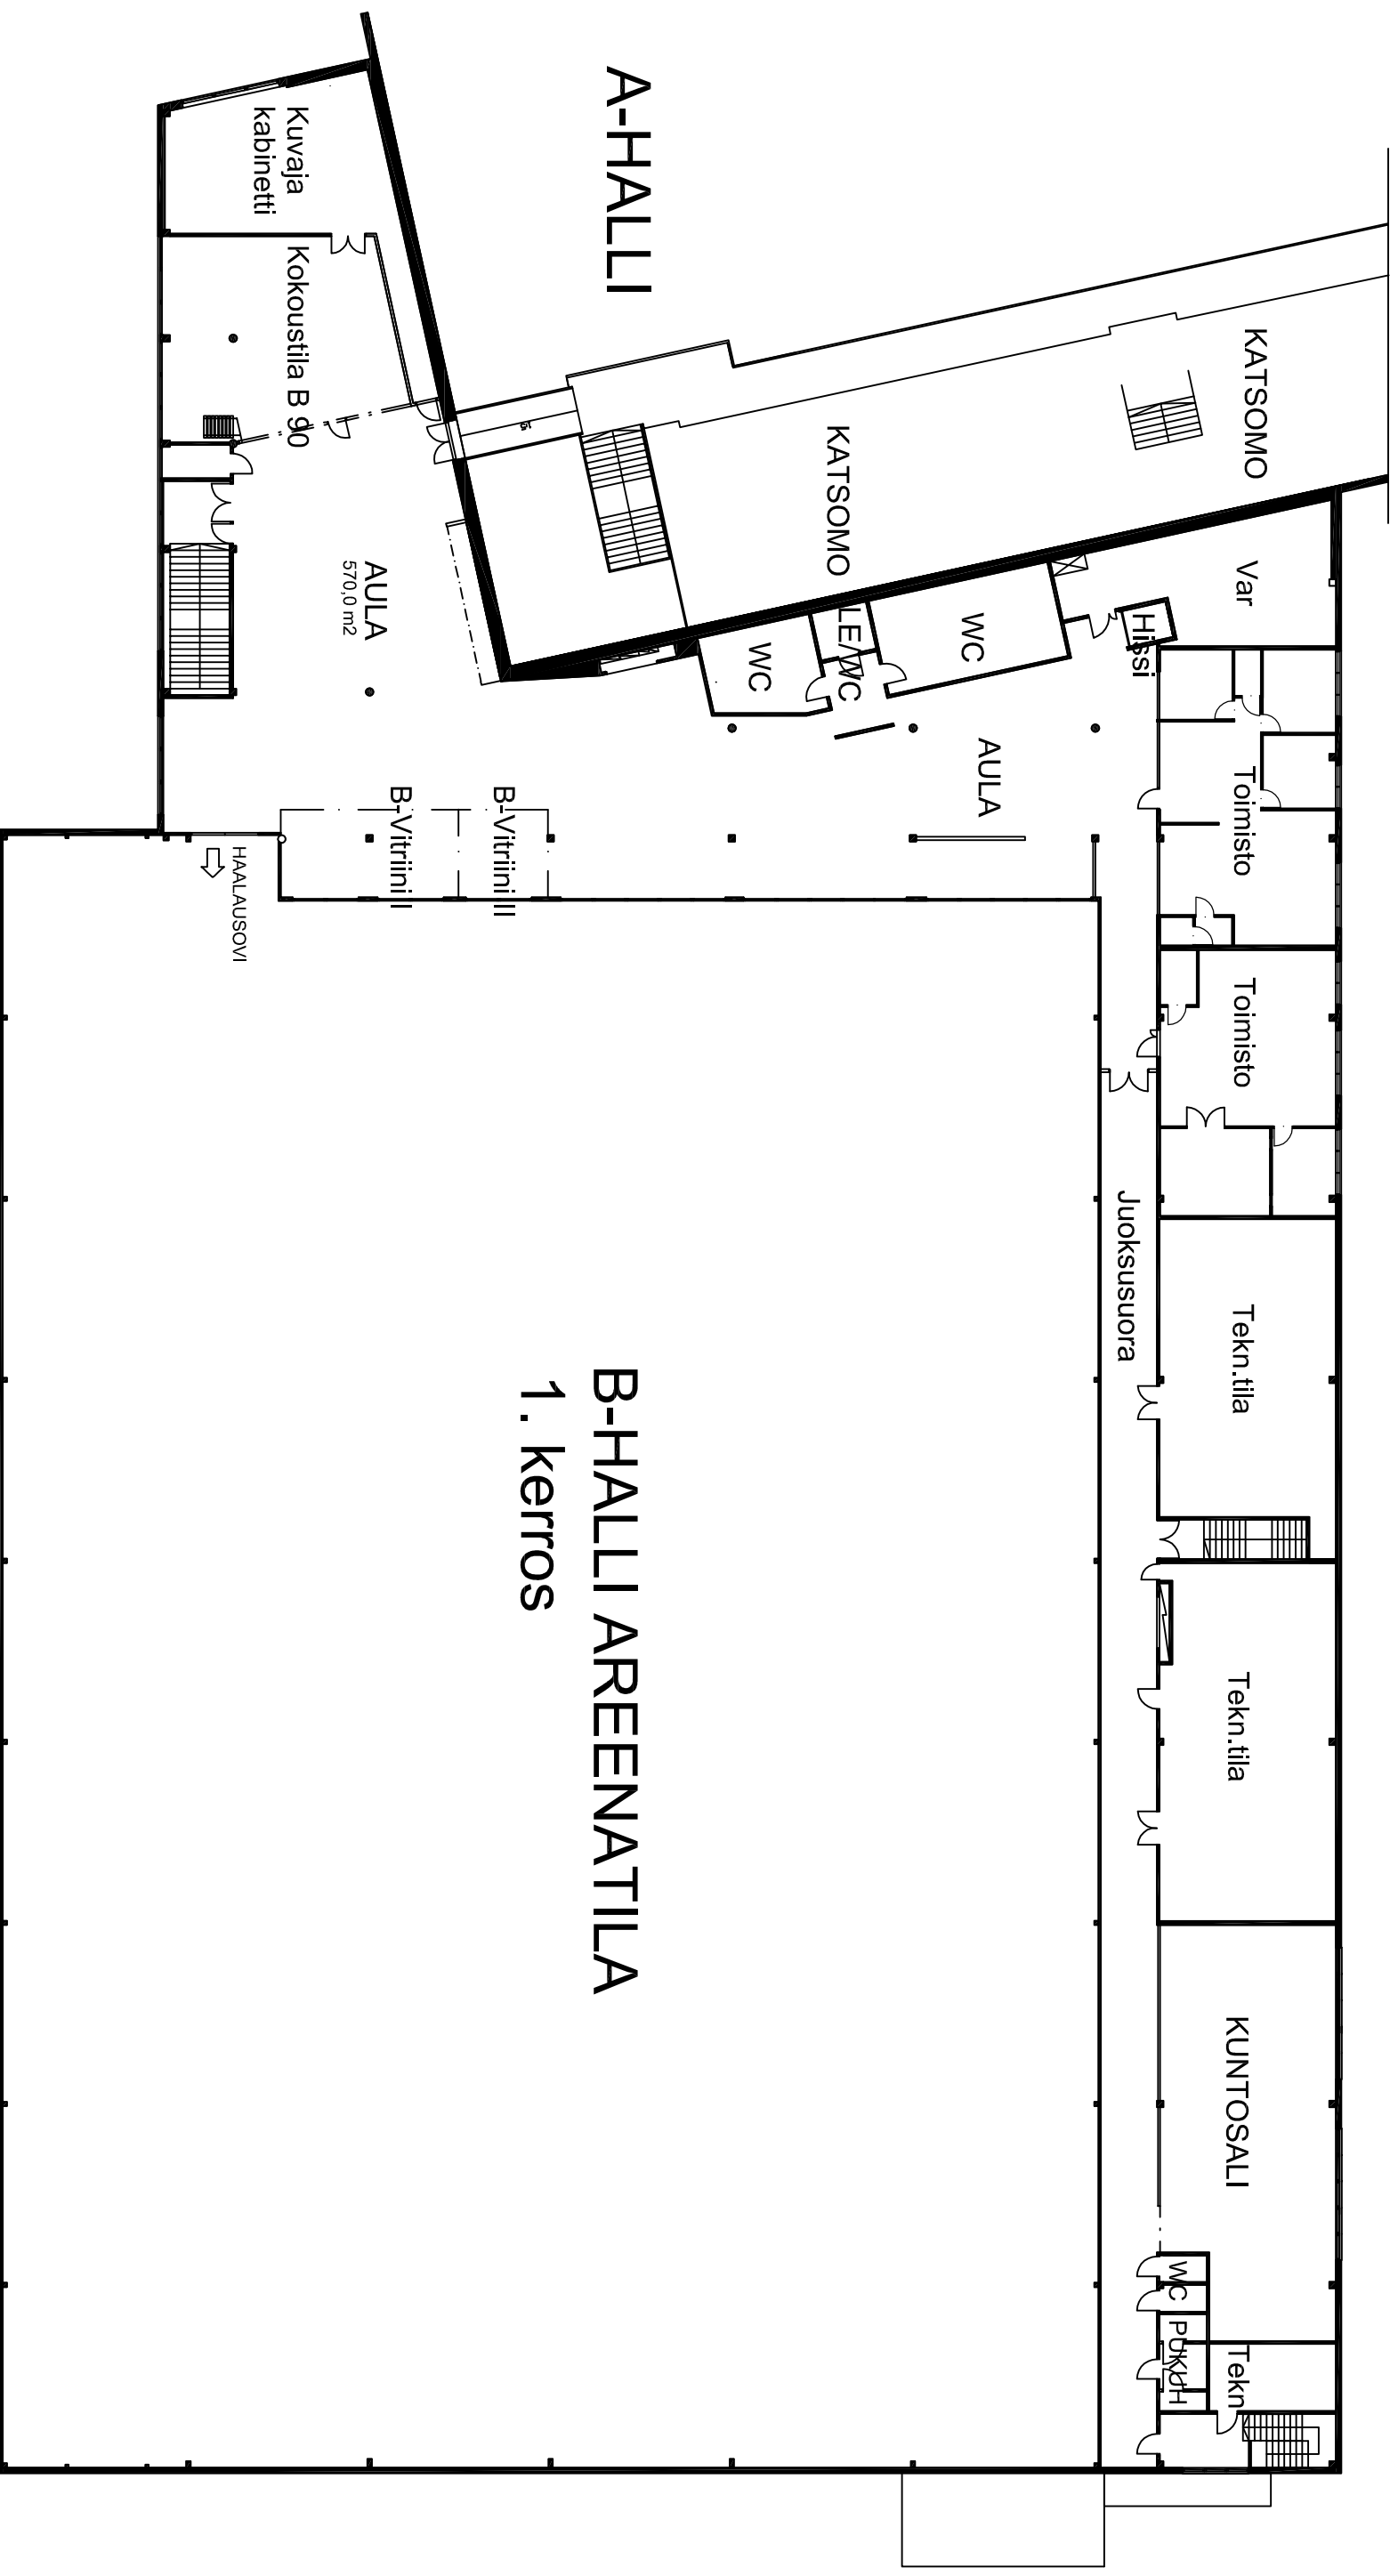 A-HALLI
Kuvaja
kabinetti
Kokoustila B 90
KATSOMO
KATSOMO
Var
Hissi
WC
LE/WC
WC
AULA
570,0 m2
AULA
Toimisto
B-Vitriini I
B-Vitriini II
HAALAUSOVI
Toimisto
Juoksusuora
Tekn.tila
B-HALLI AREENATILA
1. kerros
Tekn.tila
KUNTOSALI
WC
PUKUH
Tekn